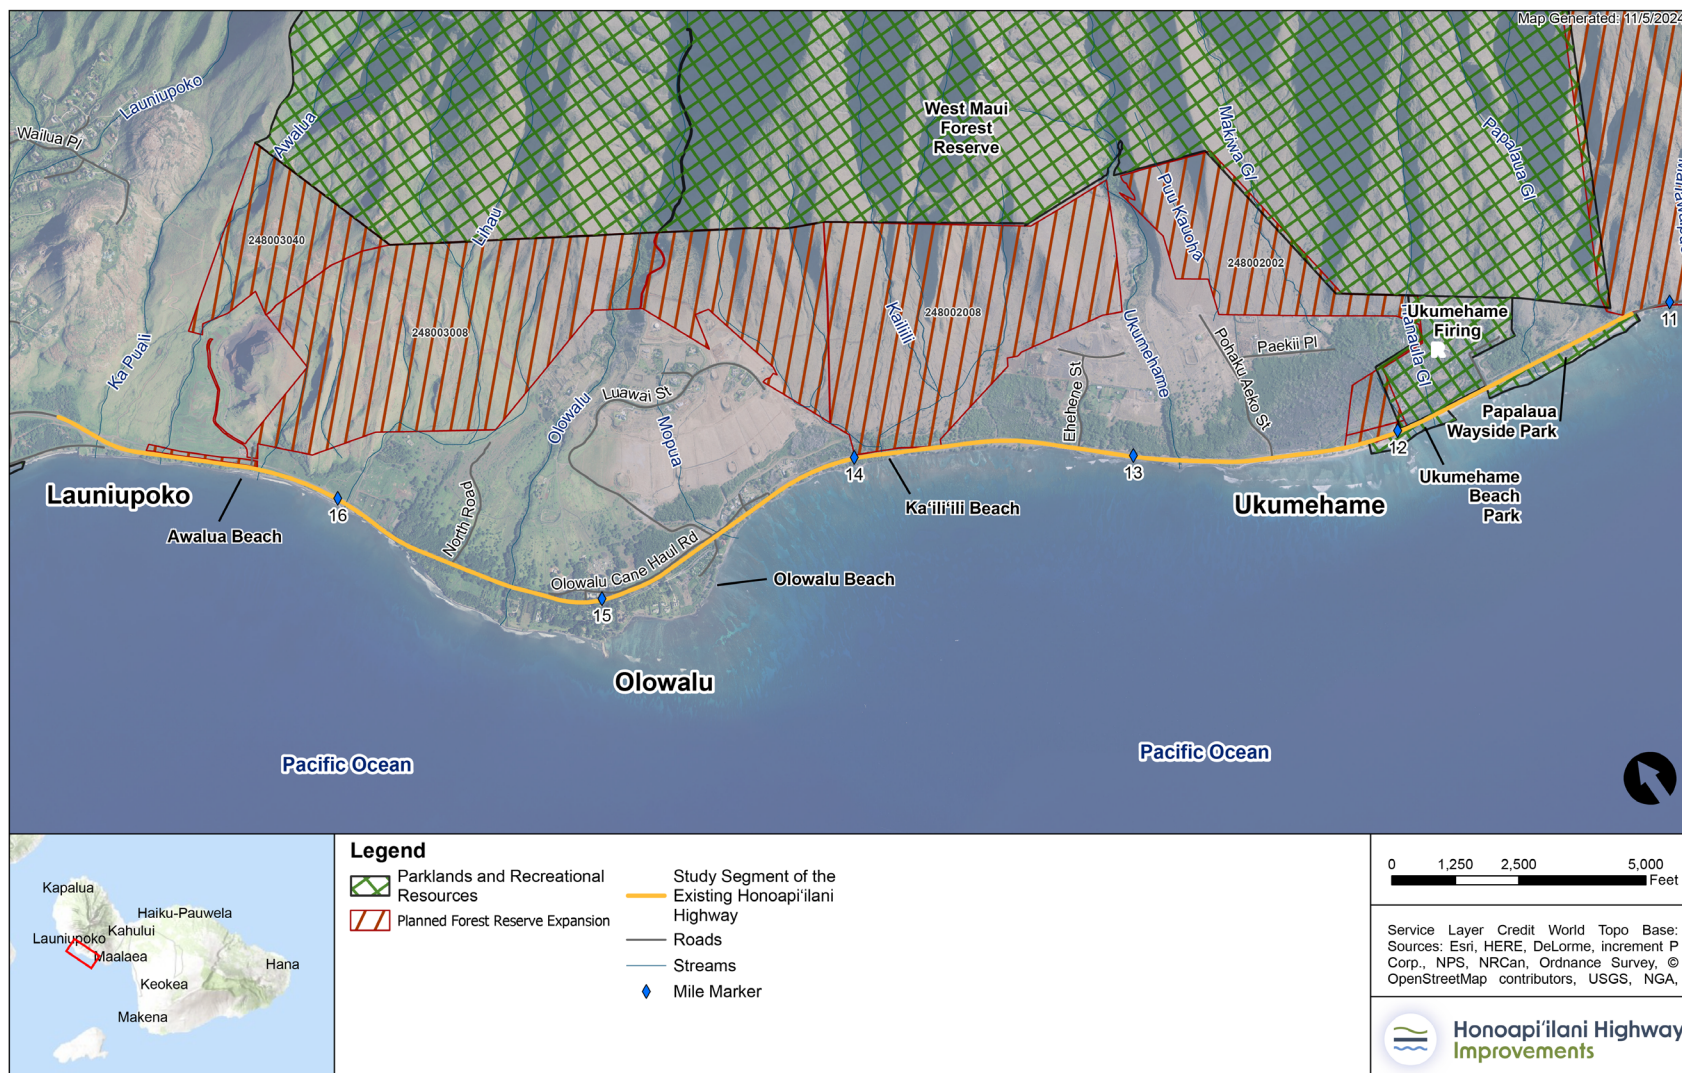 Map Generated: 11/5/2024
Launiupoko
Wailua Pl
Awalua
West Maui
Forest
Reserve
Makiwa Gl
Papalaua Gl
Lihau
248003040
Puu Kauoha
248002002
Ka Puali
248003008
Kailiili
248002008
Ukumehame
Hanaula Gl
Ukumehame
Firing
11
Pohaku Aeko St
Paekii Pl
Ehehene St
Luawai St
Olowalu
Mopua
Papalaua
Wayside Park
12
14
13
Launiupoko
16
North Road
Awalua Beach
Ka‘ili‘ili Beach
Ukumehame
Ukumehame
Beach
Park
Olowalu Cane Haul Rd
Olowalu Beach
15
Olowalu
Pacific Ocean
Pacific Ocean
Kapalua
Haiku-Pauwela
Kahului
Launiupoko
Maalaea
Hana
Keokea
Makena
Legend
Parklands and Recreational
Resources
Planned Forest Reserve Expansion
Study Segment of the
Existing Honoapi‘ilani
Highway
Roads
Streams
Mile Marker
0 1,250 2,500 5,000
Feet
Service Layer Credit World Topo Base:
Sources: Esri, HERE, DeLorme, increment P
Corp., NPS, NRCan, Ordnance Survey, ©
OpenStreetMap contributors, USGS, NGA,
Honoapi‘ilani Highway
Improvements